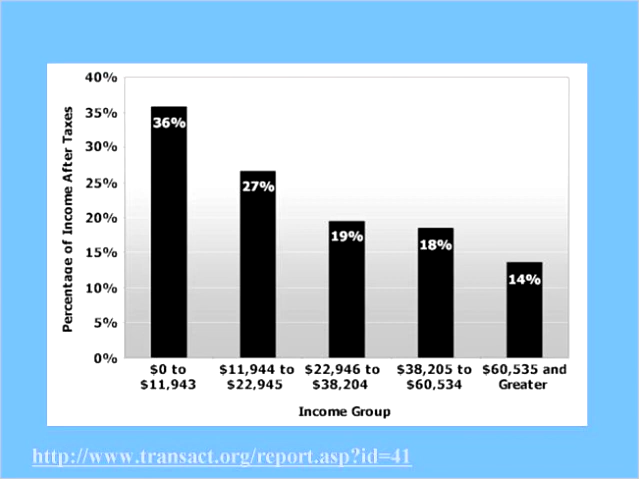 40%
35%
30%
25%
20%
15%
10%
5%
0%
Percentage of Income After Taxes
36%
27%
19%
18%
14%
$0 to $11,943
$11,944 to $22,945
$22,946 to $38,204
$38,205 to $60,534
$60,535 and Greater
Income Group
http://www.transact.org/report.asp?id=41